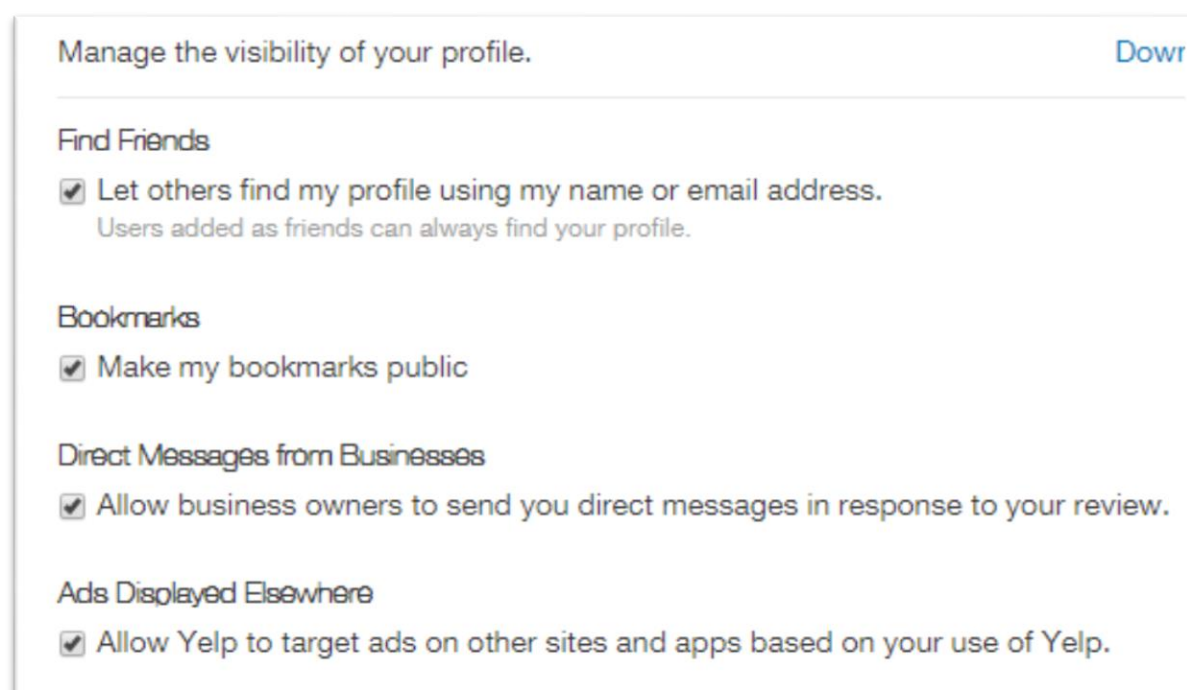 Manage the visibility of your profile.
Find Friends
Let others find my profile using my name or email address.
Users added as friends can always find your profile.
Bookmarks
Make my bookmarks public
Direct Messages from Businesses
Allow business owners to send you direct messages in response to your review.
Ads Displayed Elsewhere
Allow Yelp to target ads on other sites and apps based on your use of Yelp.